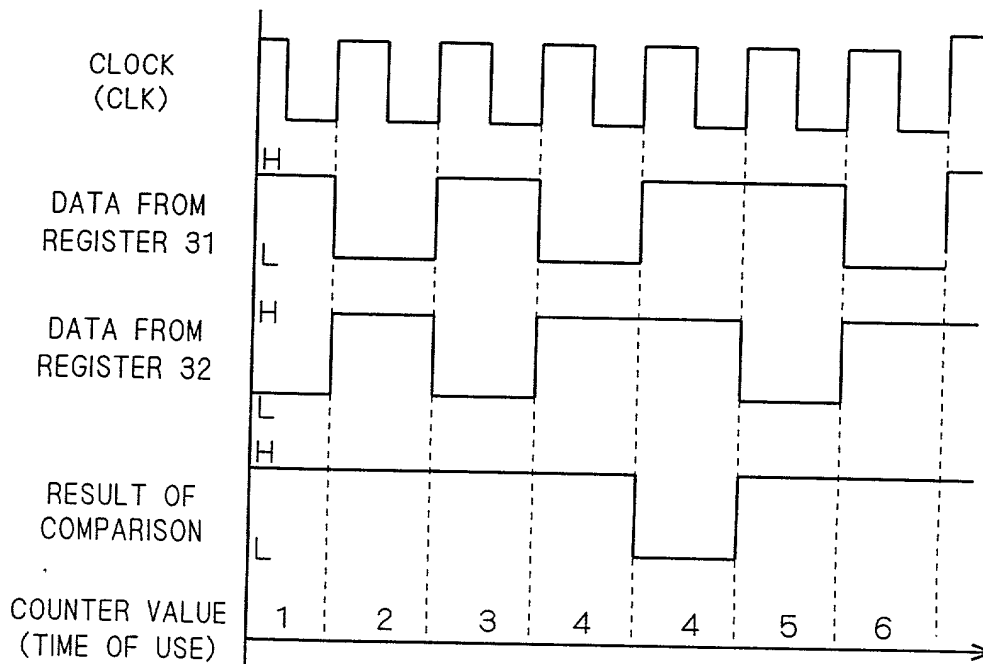 CLOCK
(CLK)
H
DATA FROM
REGISTER 31
L
H
DATA FROM
REGISTER 32
L
H
RESULT OF
COMPARISON
L
COUNTER VALUE
(TIME OF USE)
1 2 3 4 4 5 6